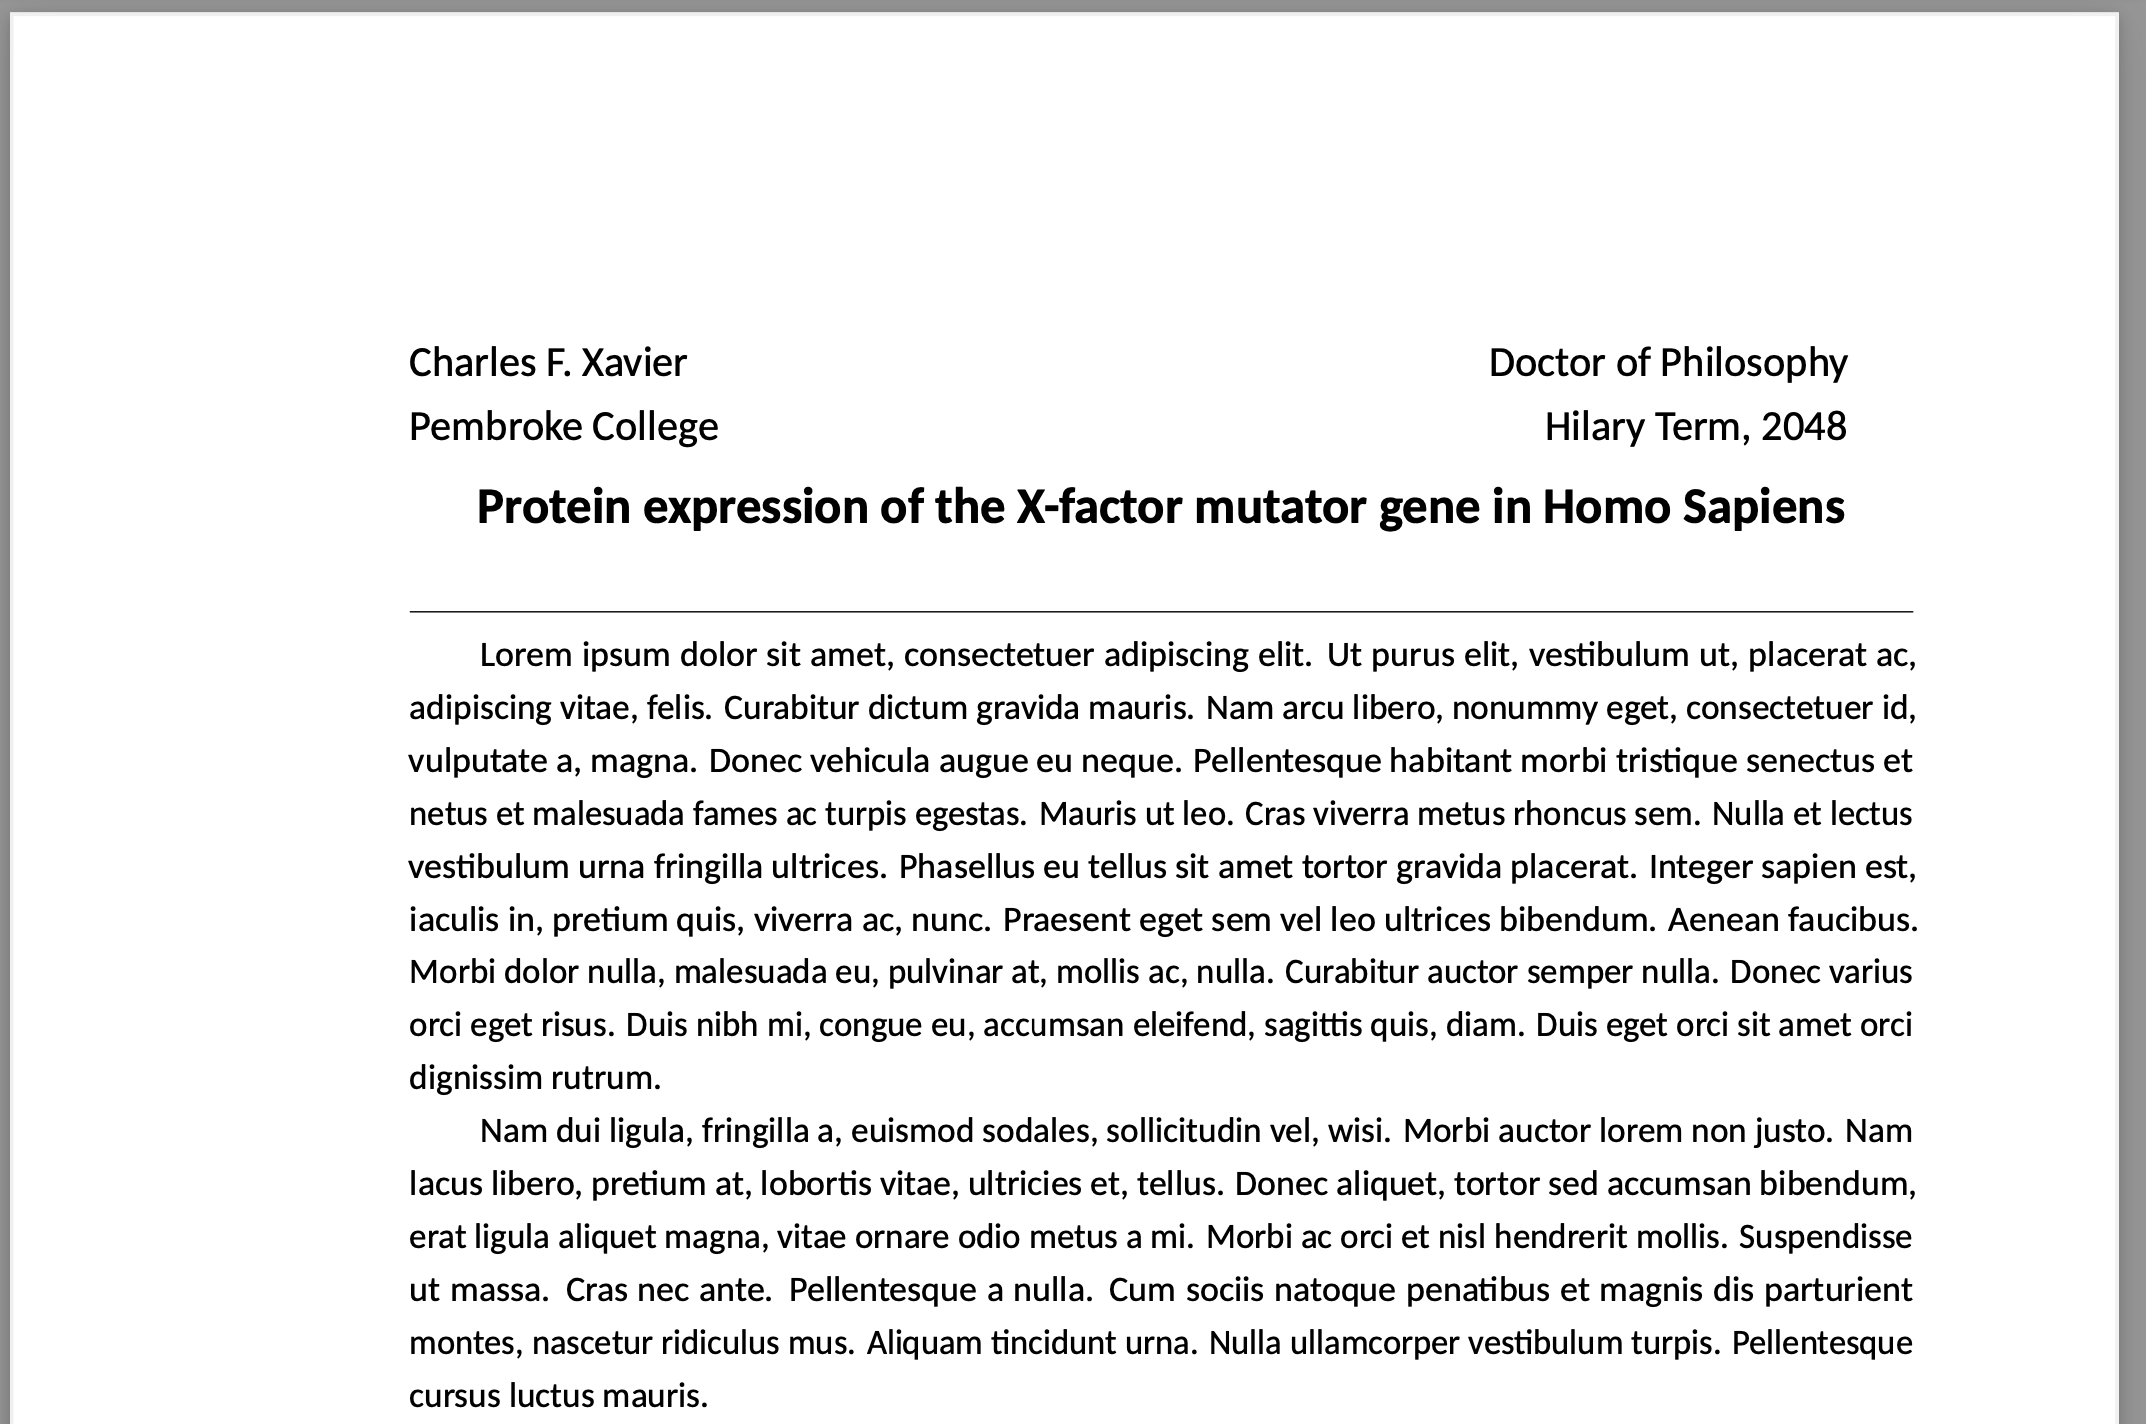 Charles F. Xavier Doctor of Philosophy
Pembroke College Hilary Term, 2048
Protein expression of the X-factor mutator gene in Homo Sapiens
Lorem ipsum dolor sit amet, consectetuer adipiscing elit. Ut purus elit, vestibulum ut, placerat ac,
adipiscing vitae, felis. Curabitur dictum gravida mauris. Nam arcu libero, nonummy eget, consectetuer id,
vulputate a, magna. Donec vehicula augue eu neque. Pellentesque habitant morbi tristique senectus et
netus et malesuada fames ac turpis egestas. Mauris ut leo. Cras viverra metus rhoncus sem. Nulla et lectus
vestibulum urna fringilla ultrices. Phasellus eu tellus sit amet tortor gravida placerat. Integer sapien est,
iaculis in, pretium quis, viverra ac, nunc. Praesent eget sem vel leo ultrices bibendum. Aenean faucibus.
Morbi dolor nulla, malesuada eu, pulvinar at, mollis ac, nulla. Curabitur auctor semper nulla. Donec varius
orci eget risus. Duis nibh mi, congue eu, accumsan eleifend, sagittis quis, diam. Duis eget orci sit amet orci
dignissim rutrum.
Nam dui ligula, fringilla a, euismod sodales, sollicitudin vel, wisi. Morbi auctor lorem non justo. Nam
lacus libero, pretium at, lobortis vitae, ultricies et, tellus. Donec aliquet, tortor sed accumsan bibendum,
erat ligula aliquet magna, vitae ornare odio metus a mi. Morbi ac orci et nisl hendrerit mollis. Suspendisse
ut massa. Cras nec ante. Pellentesque a nulla. Cum sociis natoque penatibus et magnis dis parturient
montes, nascetur ridiculus mus. Aliquam tincidunt urna. Nulla ullamcorper vestibulum turpis. Pellentesque
cursus luctus mauris.